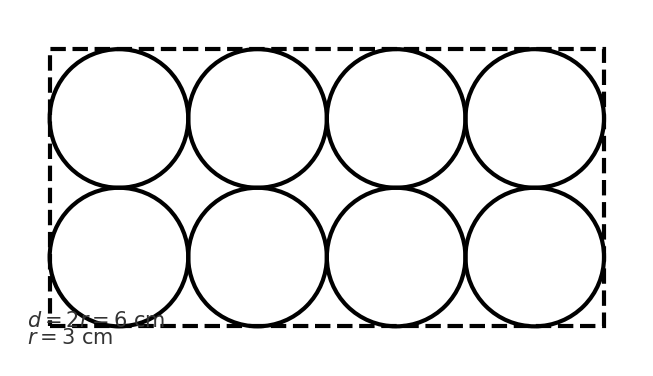 d = 2r = 6 cm
r = 3 cm